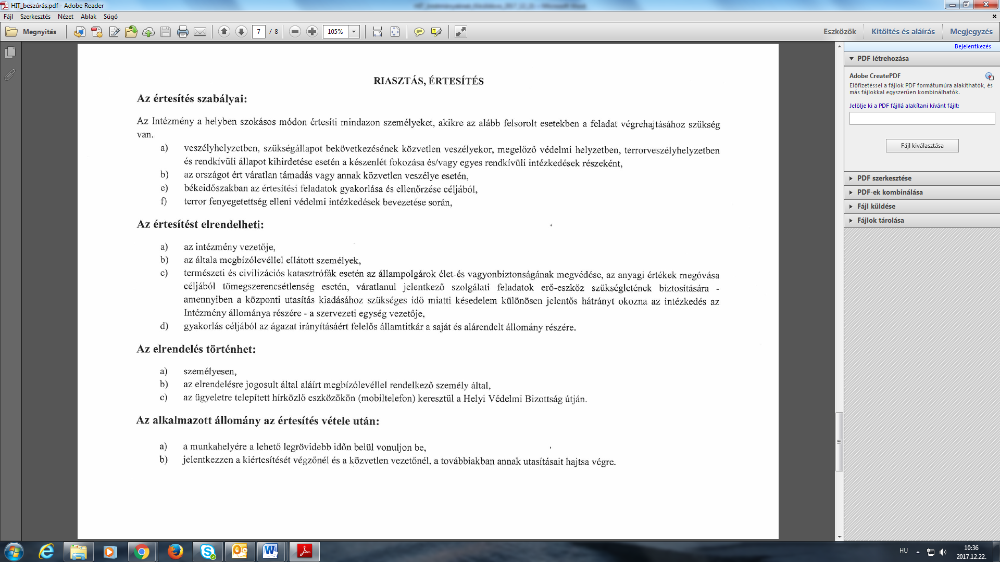 HIT_beszúrás.pdf - Adobe Reader
Fájl Szerkesztés Nézet Ablak Súgó
Megnyitás 7 / 8 105% Eszközök Kitöltés és aláírás Megjegyzés
Bejelentkezés
PDF létrehozása
Adobe CreatePDF
Előfizetéssel a fájlok PDF formátumúra alakíthatók, és
más fájlokkal egyszerűen kombinálhatók.
Jelölje ki a PDF fájllá alakítani kívánt fájlt:
Fájl kiválasztása
PDF szerkesztése
PDF-ek kombinálása
Fájl küldése
Fájlok tárolása
RIASZTÁS, ÉRTESÍTÉS
Az értesítés szabályai:
Az Intézmény a helyben szokásos módon értesíti mindazon személyeket, akikre az alább felsorolt esetekben a feladat végrehajtásához szükség
van.
a) veszélyhelyzetben, szükségállapot bekövetkezésének közvetlen veszélyekor, megelőző védelmi helyzetben, terrorveszélyhelyzetben
és rendkívüli állapot kihirdetése esetén a készenlét fokozása és/vagy egyes rendkívüli intézkedések részeként,
b) az országot ért váratlan támadás vagy annak közvetlen veszélye esetén,
e) békeidőszakban az értesítési feladatok gyakorlása és ellenőrzése céljából,
f) terror fenyegetettség elleni védelmi intézkedések bevezetése során,
Az értesítést elrendelheti:
a) az intézmény vezetője,
b) az általa megbízólevéllel ellátott személyek,
c) természeti és civilizációs katasztrófák esetén az állampolgárok élet-és vagyonbiztonságának megvédése, az anyagi értékek megóvása
céljából tömegszerencsétlenség esetén, váratlanul jelentkező szolgálati feladatok erő-eszköz szükségletének biztosítására -
amennyiben a központi utasítás kiadásához szükséges idő miatti késedelem különösen jelentős hátrányt okozna az intézkedés az
Intézmény állománya részére - a szervezeti egység vezetője,
d) gyakorlás céljából az ágazat irányításáért felelős államtitkár a saját és alárendelt állomány részére.
Az elrendelés történhet:
a) személyesen,
b) az elrendelésre jogosult által aláírt megbízólevéllel rendelkező személy által,
c) az ügyeletre telepített hírközlő eszközökön (mobiltelefon) keresztül a Helyi Védelmi Bizottság útján.
Az alkalmazott állomány az értesítés vétele után:
a) a munkahelyére a lehető legrövidebb időn belül vonuljon be,
b) jelentkezzen a kiértesítését végzőnél és a közvetlen vezetőnél, a továbbiakban annak utasításait hajtsa végre.
HU
10:36
2017.12.22.